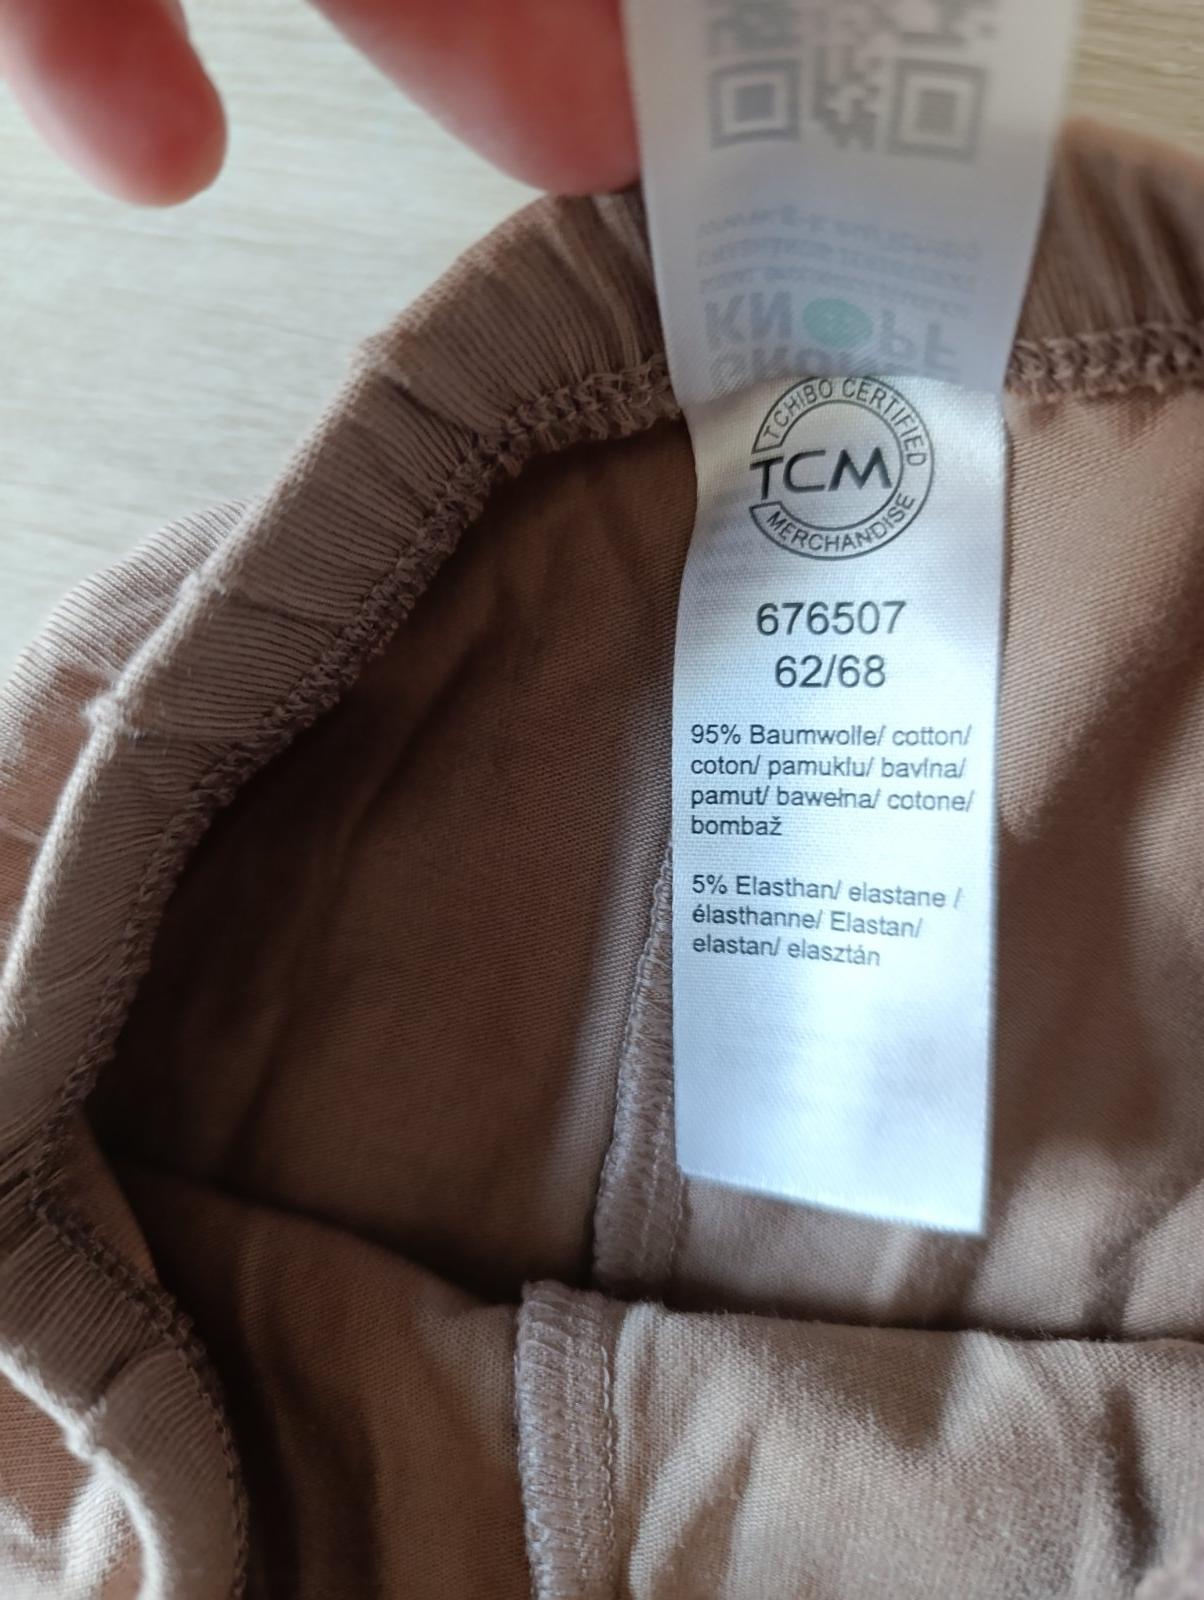 TCHIBO CERTIFIED
TCM
MERCHANDISE
676507
62/68
95% Baumwolle/ cotton/
coton/ pamuklu/ bavlna/
pamut/ bawełna/ cotone/
bombaž
5% Elasthan/ elastane /
élasthanne/ Elastan/
elastan/ elasztán